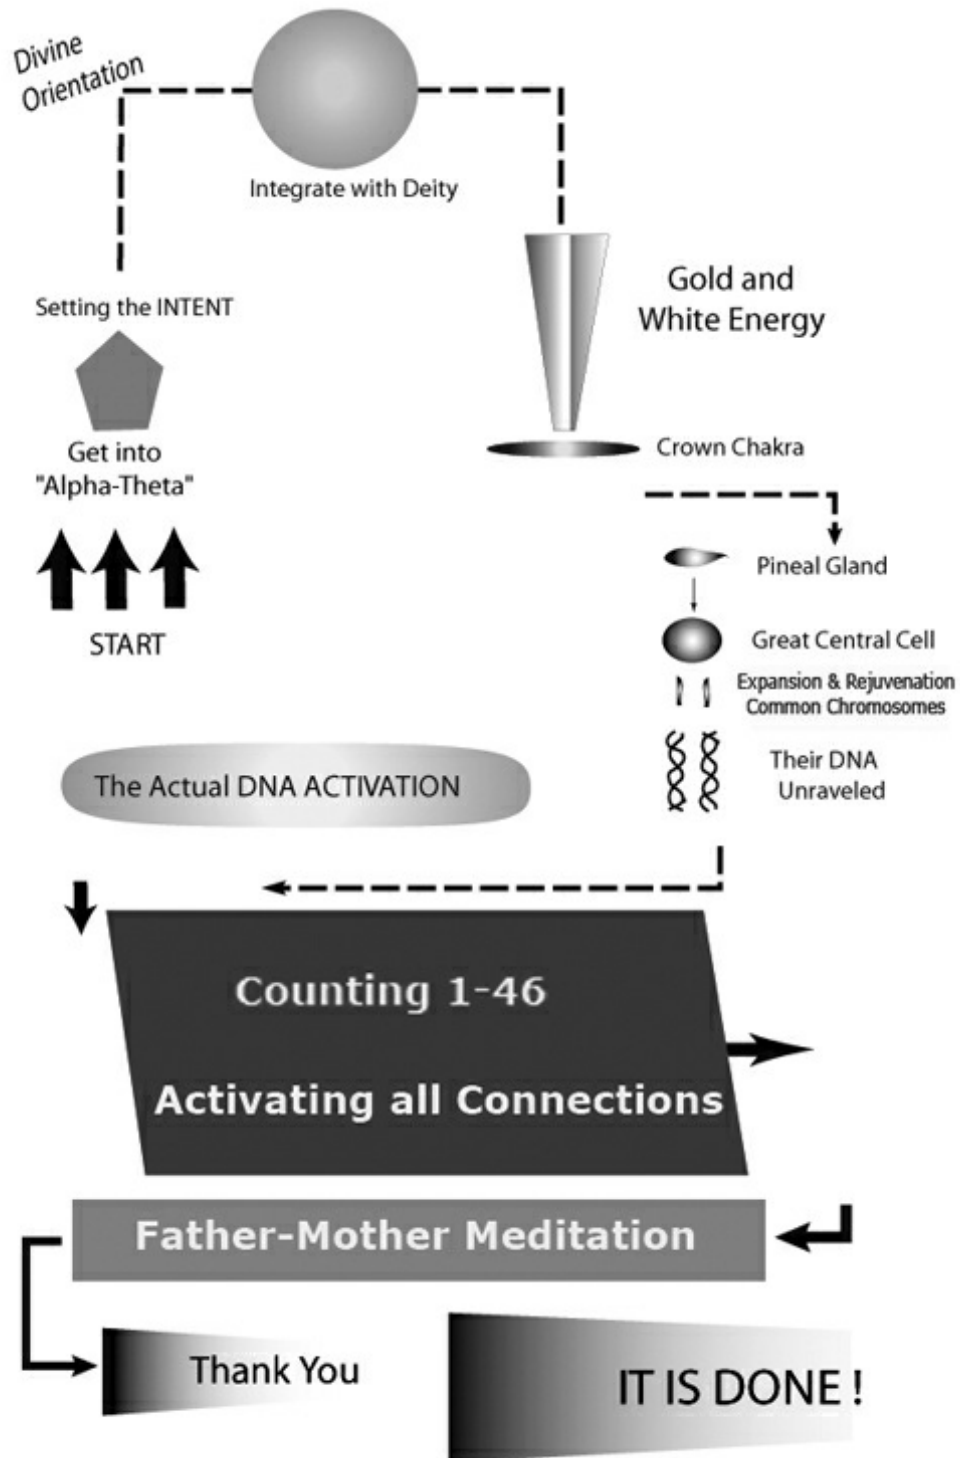 Divine
Orientation
Integrate with Deity
Setting the INTENT
Get into
"Alpha-Theta"
START
Gold and
White Energy
Crown Chakra
Pineal Gland
Great Central Cell
Expansion & Rejuvenation
Common Chromosomes
Their DNA
Unraveled
The Actual DNA ACTIVATION
Counting 1-46
Activating all Connections
Father-Mother Meditation
Thank You
IT IS DONE !